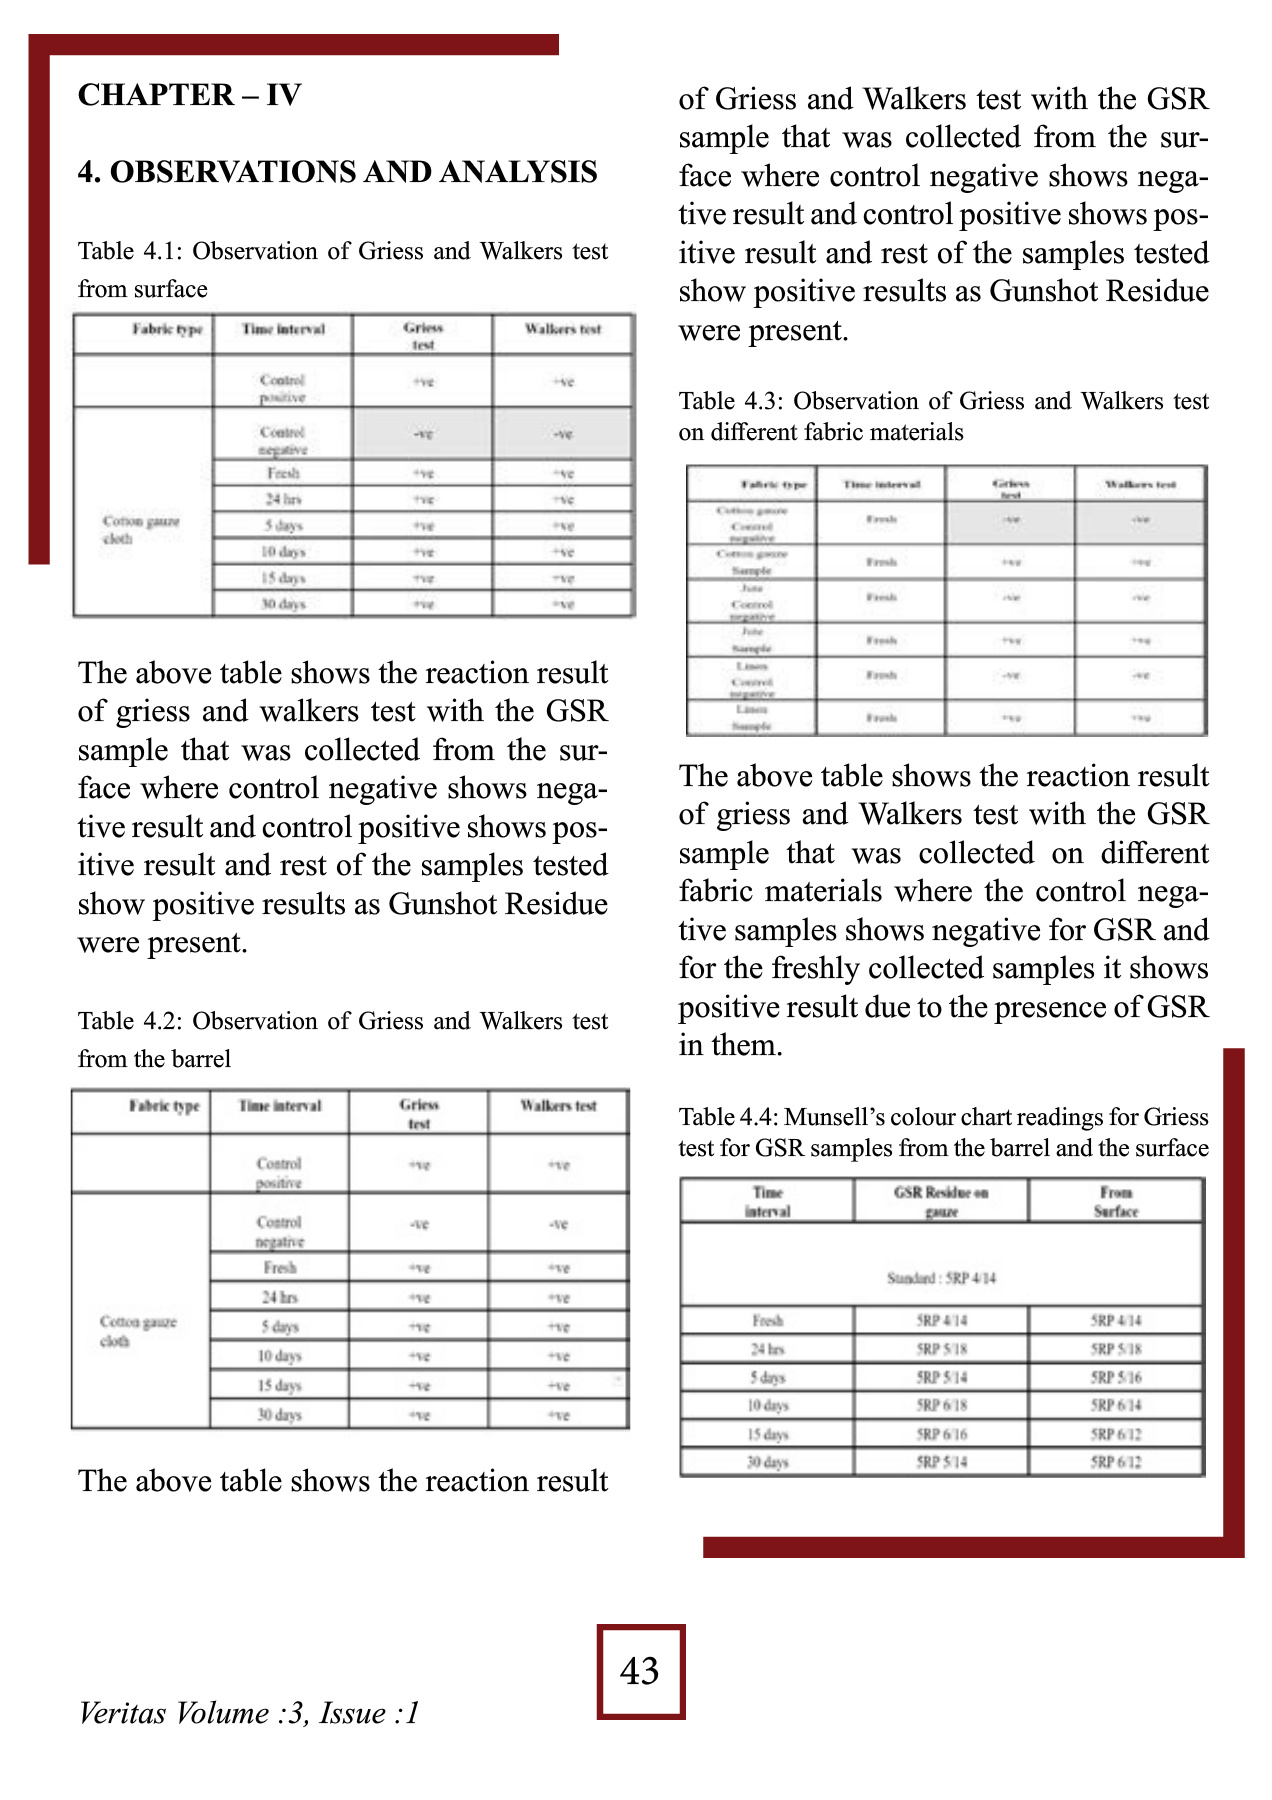 CHAPTER – IV
4. OBSERVATIONS AND ANALYSIS
Table 4.1: Observation of Griess and Walkers test
from surface
Fabric type Time interval Griess test Walkers test
Control positive +ve +ve
Cotton gauze cloth
Control negative -ve -ve
Fresh +ve +ve
24 hrs +ve +ve
5 days +ve +ve
10 days +ve +ve
15 days +ve +ve
30 days +ve +ve
The above table shows the reaction result
of griess and walkers test with the GSR
sample that was collected from the sur-
face where control negative shows nega-
tive result and control positive shows pos-
itive result and rest of the samples tested
show positive results as Gunshot Residue
were present.
Table 4.2: Observation of Griess and Walkers test
from the barrel
Fabric type Time interval Griess test Walkers test
Control positive +ve +ve
Cotton gauze cloth
Control negative -ve -ve
Fresh +ve +ve
24 hrs +ve +ve
5 days +ve +ve
10 days +ve +ve
15 days +ve +ve
30 days +ve +ve
The above table shows the reaction result
of Griess and Walkers test with the GSR
sample that was collected from the sur-
face where control negative shows nega-
tive result and control positive shows pos-
itive result and rest of the samples tested
show positive results as Gunshot Residue
were present.
Table 4.3: Observation of Griess and Walkers test
on different fabric materials
Fabric type Time interval Griess test Walkers test
Cotton gauze Control negative Fresh -ve -ve
Cotton gauze Sample Fresh +ve +ve
Jute Control negative Fresh -ve -ve
Jute Sample Fresh +ve +ve
Linen Control negative Fresh -ve -ve
Linen Sample Fresh +ve +ve
The above table shows the reaction result
of griess and Walkers test with the GSR
sample that was collected on different
fabric materials where the control nega-
tive samples shows negative for GSR and
for the freshly collected samples it shows
positive result due to the presence of GSR
in them.
Table 4.4: Munsell’s colour chart readings for Griess
test for GSR samples from the barrel and the surface
Time interval GSR Residue on gauze From Surface
Standard : 5RP 4/14
Fresh 5RP 4/14 5RP 4/14
24 hrs 5RP 5/18 5RP 5/18
5 days 5RP 5/14 5RP 5/16
10 days 5RP 6/18 5RP 6/14
15 days 5RP 6/16 5RP 6/12
30 days 5RP 5/14 5RP 6/12
43
Veritas Volume :3, Issue :1